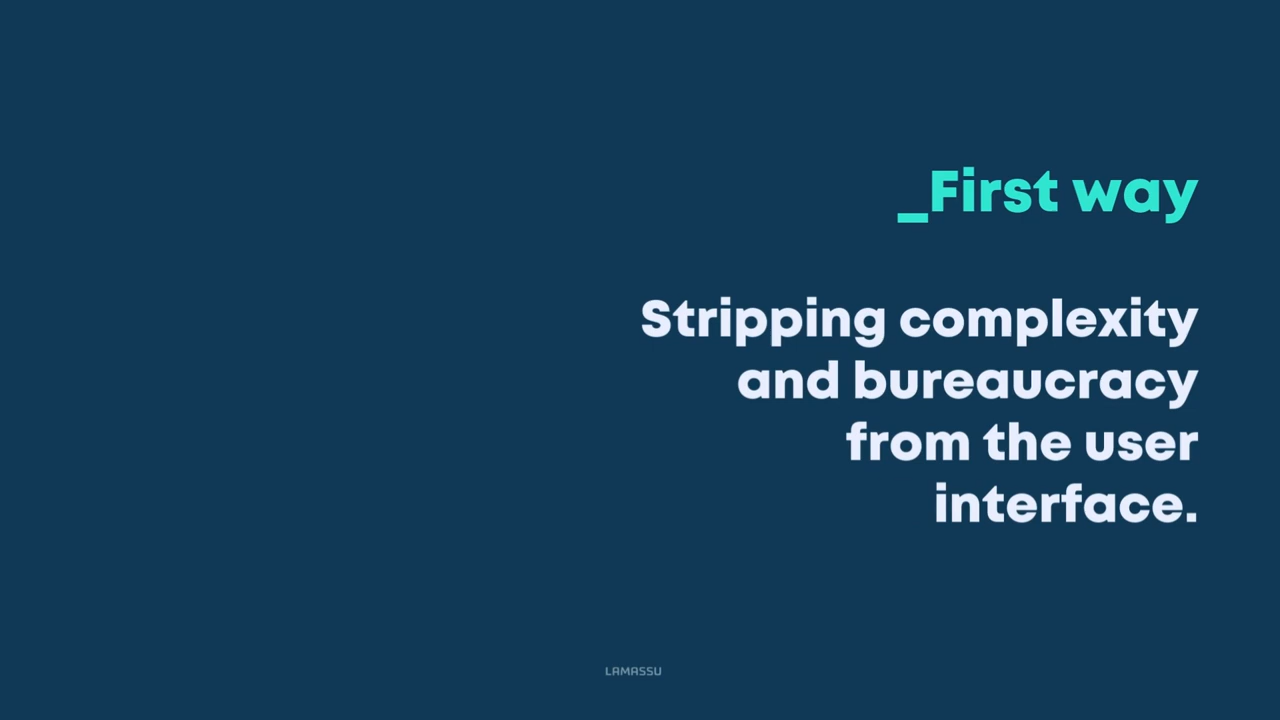 _First way
Stripping complexity
and bureaucracy
from the user
interface.
LAMASSU